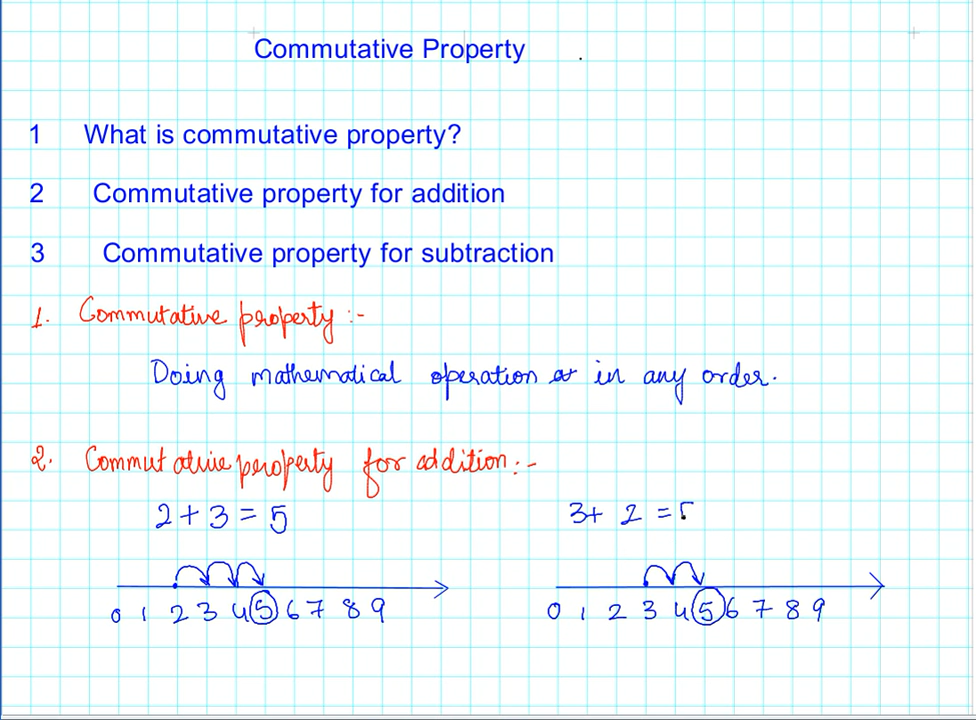 Commutative Property
1 What is commutative property?
2 Commutative property for addition
3 Commutative property for subtraction
1. Commutative property :-
Doing mathematical operation in any order.
2. Commutative property for addition :-
2 + 3 = 5 3 + 2 = 5
0 1 2 3 4 5 6 7 8 9 0 1 2 3 4 5 6 7 8 9